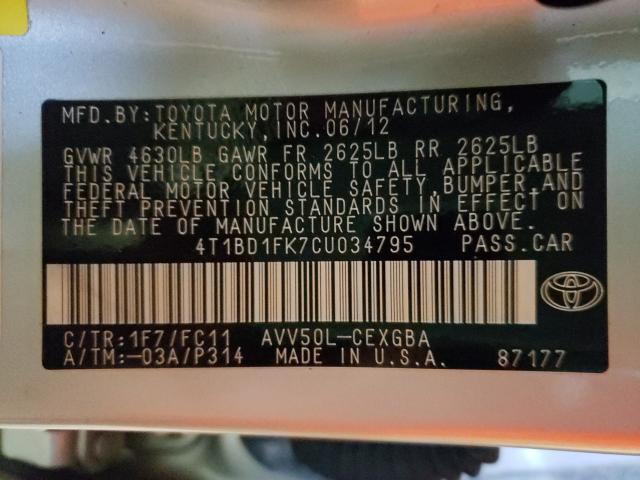 MFD.BY:TOYOTA MOTOR MANUFACTURING,
KENTUCKY,INC.06/12
GVWR 4630LB GAWR FR 2625LB RR 2625LB
THIS VEHICLE CONFORMS TO ALL APPLICABLE
FEDERAL MOTOR VEHICLE SAFETY,BUMPER,AND
THEFT PREVENTION STANDARDS IN EFFECT ON
THE DATE OF MANUFACTURE SHOWN ABOVE.
4T1BD1FK7CU034795 PASS.CAR
C/TR:1F7/FC11 AVV50L-CEXGBA
A/TM:-03A/P314 MADE IN U.S.A. 87177